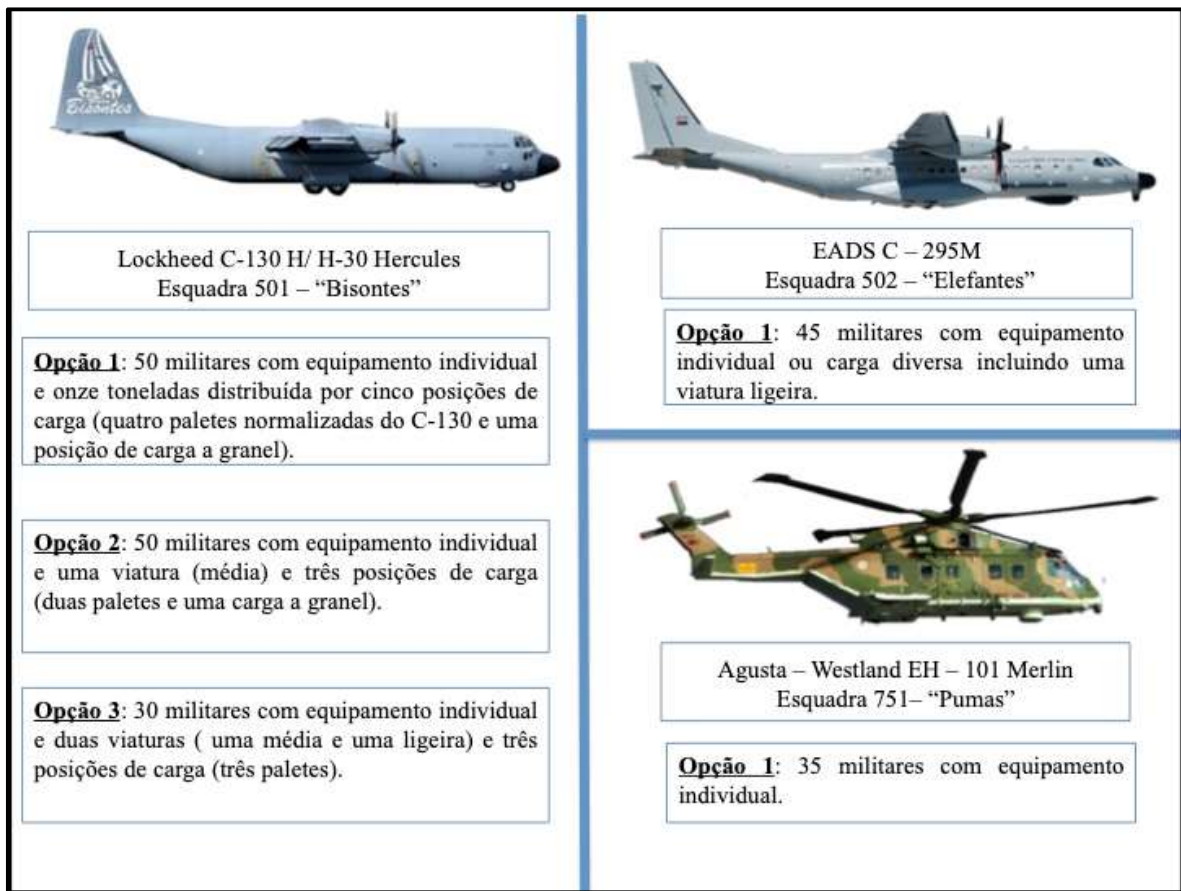 Bisontes
Lockheed C-130 H/ H-30 Hercules
Esquadra 501 – “Bisontes”
Opção 1: 50 militares com equipamento individual
e onze toneladas distribuída por cinco posições de
carga (quatro paletes normalizadas do C-130 e uma
posição de carga a granel).
Opção 2: 50 militares com equipamento individual
e uma viatura (média) e três posições de carga
(duas paletes e uma carga a granel).
Opção 3: 30 militares com equipamento individual
e duas viaturas ( uma média e uma ligeira) e três
posições de carga (três paletes).
EADS C – 295M
Esquadra 502 – “Elefantes”
Opção 1: 45 militares com equipamento
individual ou carga diversa incluindo uma
viatura ligeira.
Agusta – Westland EH – 101 Merlin
Esquadra 751– “Pumas”
Opção 1: 35 militares com equipamento
individual.